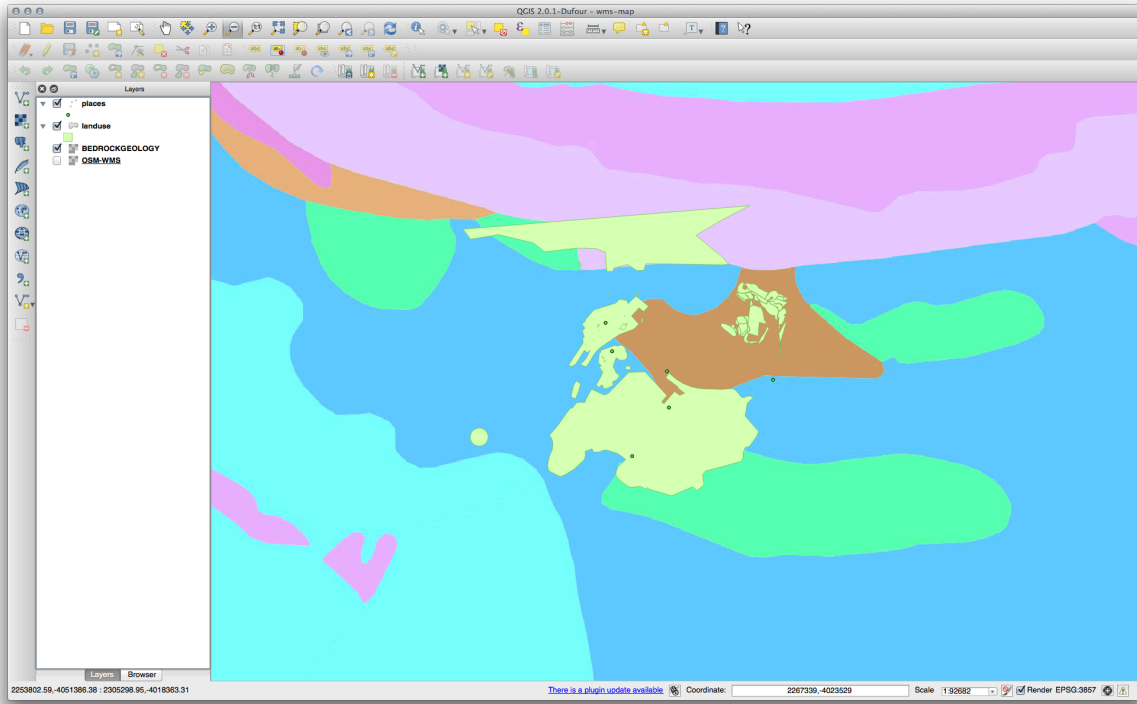 QGIS 2.0.1-Dufour - wms-map
Layers
places
landuse
BEDROCKGEOLOGY
OSM-WMS
Layers Browser
2253802.59,-4051386.38 : 2305298.95,-4018363.31 There is a plugin update available Coordinate: 2267339,-4023529 Scale 1:92682 Render EPSG:3857